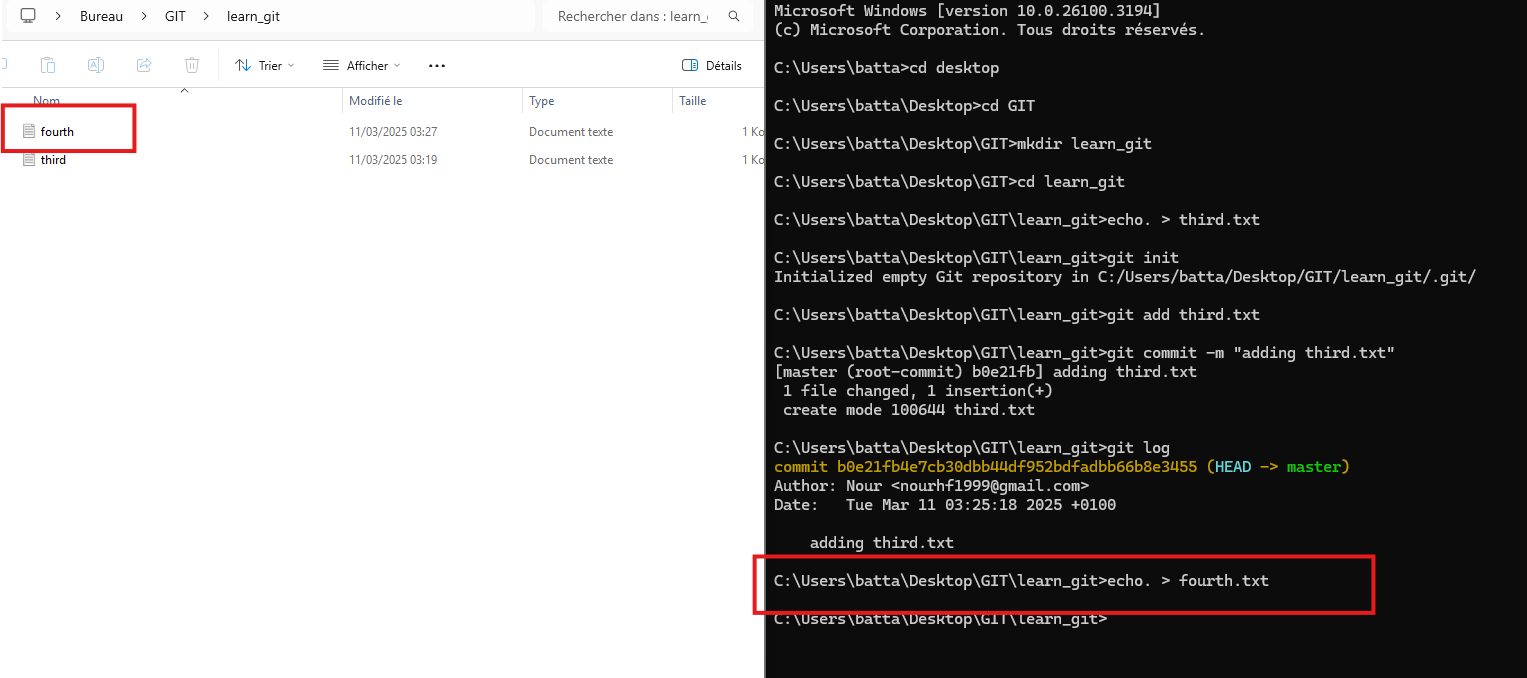 Bureau > GIT > learn_git
Rechercher dans : learn_
Trier
Afficher
Détails
Nom Modifié le Type Taille
fourth 11/03/2025 03:27 Document texte 1 Ko
third 11/03/2025 03:19 Document texte 1 Ko
Microsoft Windows [version 10.0.26100.3194]
(c) Microsoft Corporation. Tous droits réservés.
C:\Users\batta>cd desktop
C:\Users\batta\Desktop>cd GIT
C:\Users\batta\Desktop\GIT>mkdir learn_git
C:\Users\batta\Desktop\GIT>cd learn_git
C:\Users\batta\Desktop\GIT\learn_git>echo. > third.txt
C:\Users\batta\Desktop\GIT\learn_git>git init
Initialized empty Git repository in C:/Users/batta/Desktop/GIT/learn_git/.git/
C:\Users\batta\Desktop\GIT\learn_git>git add third.txt
C:\Users\batta\Desktop\GIT\learn_git>git commit -m "adding third.txt"
[master (root-commit) b0e21fb] adding third.txt
1 file changed, 1 insertion(+)
create mode 100644 third.txt
C:\Users\batta\Desktop\GIT\learn_git>git log
commit b0e21fb4e7cb30dbb44df952bdfadbb66b8e3455 (HEAD -> master)
Author: Nour <nourhf1999@gmail.com>
Date:   Tue Mar 11 03:25:18 2025 +0100
adding third.txt
C:\Users\batta\Desktop\GIT\learn_git>echo. > fourth.txt
C:\Users\batta\Desktop\GIT\learn_git>